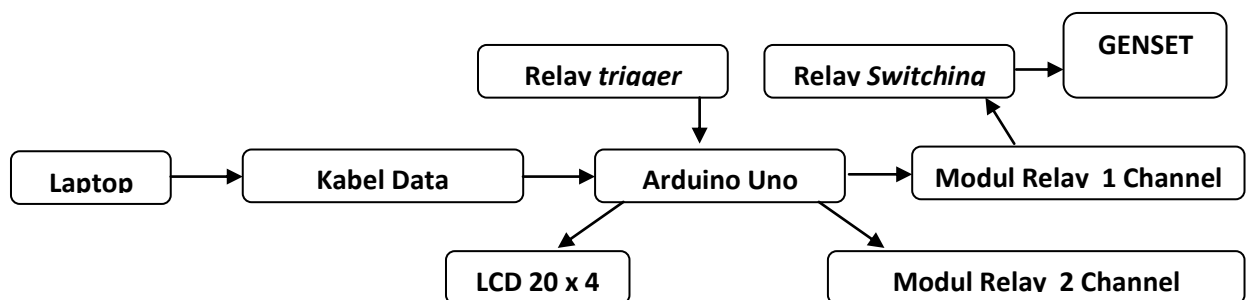 GENSET
Relay trigger
Relay Switching
Laptop
Kabel Data
Arduino Uno
Modul Relay 1 Channel
LCD 20 x 4
Modul Relay 2 Channel